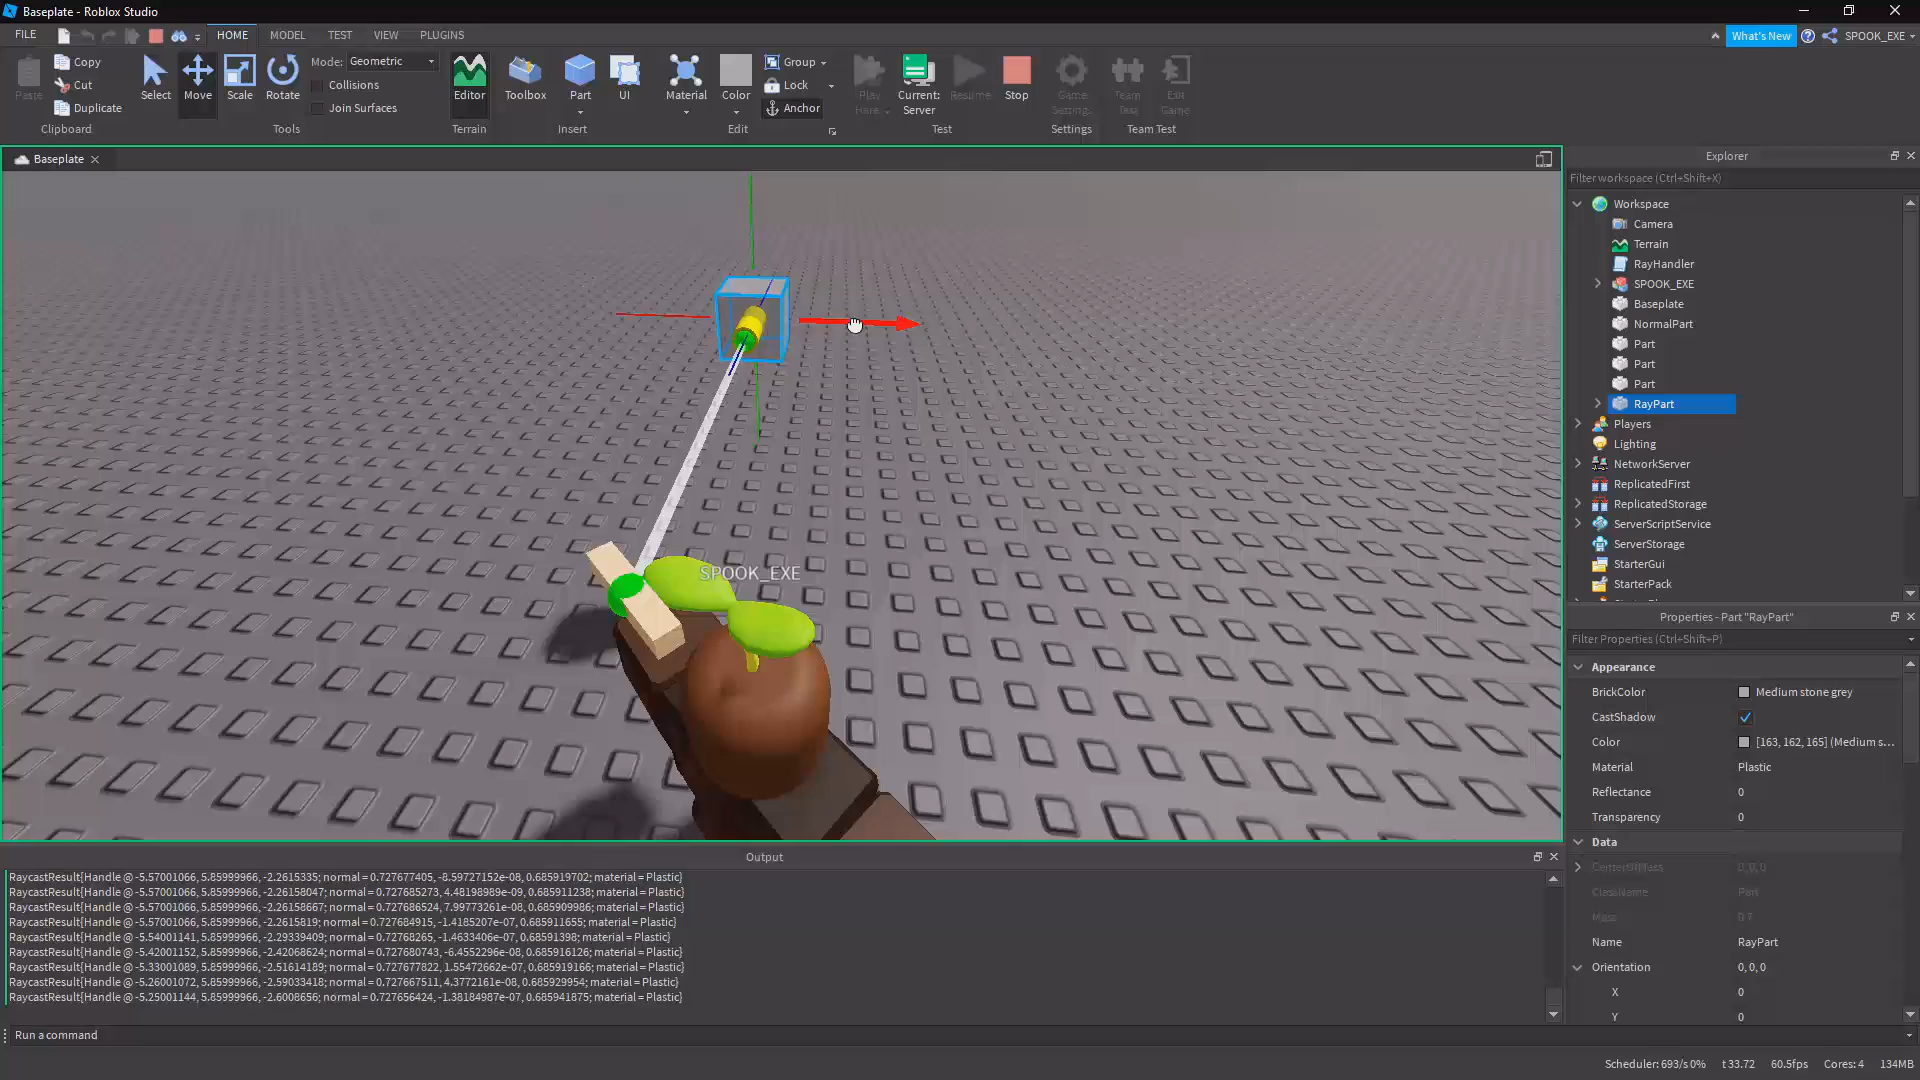 Baseplate - Roblox Studio
FILE
HOME
MODEL
TEST
VIEW
PLUGINS
What's New
SPOOK_EXE
Paste
Copy
Cut
Duplicate
Clipboard
Select
Move
Scale
Rotate
Mode: Geometric
Collisions
Join Surfaces
Tools
Editor
Terrain
Toolbox
Part
UI
Insert
Material
Color
Group
Lock
Anchor
Edit
Play
Here...
Current:
Server
Resume
Stop
Test
Game
Settings
Settings
Team
Test
Exit
Game
Team Test
Baseplate
SPOOK_EXE
Explorer
Filter workspace (Ctrl+Shift+X)
Workspace
Camera
Terrain
RayHandler
SPOOK_EXE
Baseplate
NormalPart
Part
Part
Part
RayPart
Players
Lighting
NetworkServer
ReplicatedFirst
ReplicatedStorage
ServerScriptService
ServerStorage
StarterGui
StarterPack
Properties - Part "RayPart"
Filter Properties (Ctrl+Shift+P)
Appearance
BrickColor Medium stone grey
CastShadow
Color [163, 162, 165] (Medium s...
Material Plastic
Reflectance 0
Transparency 0
Data
CenterOfMass 0, 0, 0
ClassName Part
Mass 0.7
Name RayPart
Orientation 0, 0, 0
X 0
Y 0
Output
RaycastResult{Handle @ -5.57001066, 5.85999966, -2.2615335; normal = 0.727677405, -8.59727152e-08, 0.685919702; material = Plastic}
RaycastResult{Handle @ -5.57001066, 5.85999966, -2.26158047; normal = 0.727685273, 4.48198989e-09, 0.685911238; material = Plastic}
RaycastResult{Handle @ -5.57001066, 5.85999966, -2.26158667; normal = 0.727686524, 7.99773261e-08, 0.685909986; material = Plastic}
RaycastResult{Handle @ -5.57001066, 5.85999966, -2.2615819; normal = 0.727684915, -1.4185207e-07, 0.685911655; material = Plastic}
RaycastResult{Handle @ -5.54001141, 5.85999966, -2.29339409; normal = 0.72768265, -1.4633406e-07, 0.68591398; material = Plastic}
RaycastResult{Handle @ -5.42001152, 5.85999966, -2.42068624; normal = 0.727680743, -6.4552296e-08, 0.685916126; material = Plastic}
RaycastResult{Handle @ -5.33001089, 5.85999966, -2.51614189; normal = 0.727677822, 1.55472662e-07, 0.685919166; material = Plastic}
RaycastResult{Handle @ -5.26001072, 5.85999966, -2.59033418; normal = 0.727667511, 4.3772161e-08, 0.685929954; material = Plastic}
RaycastResult{Handle @ -5.25001144, 5.85999966, -2.6008656; normal = 0.727656424, -1.38184987e-07, 0.685941875; material = Plastic}
Run a command
Scheduler: 693/s 0%
t 33.72
60.5fps
Cores: 4
134MB